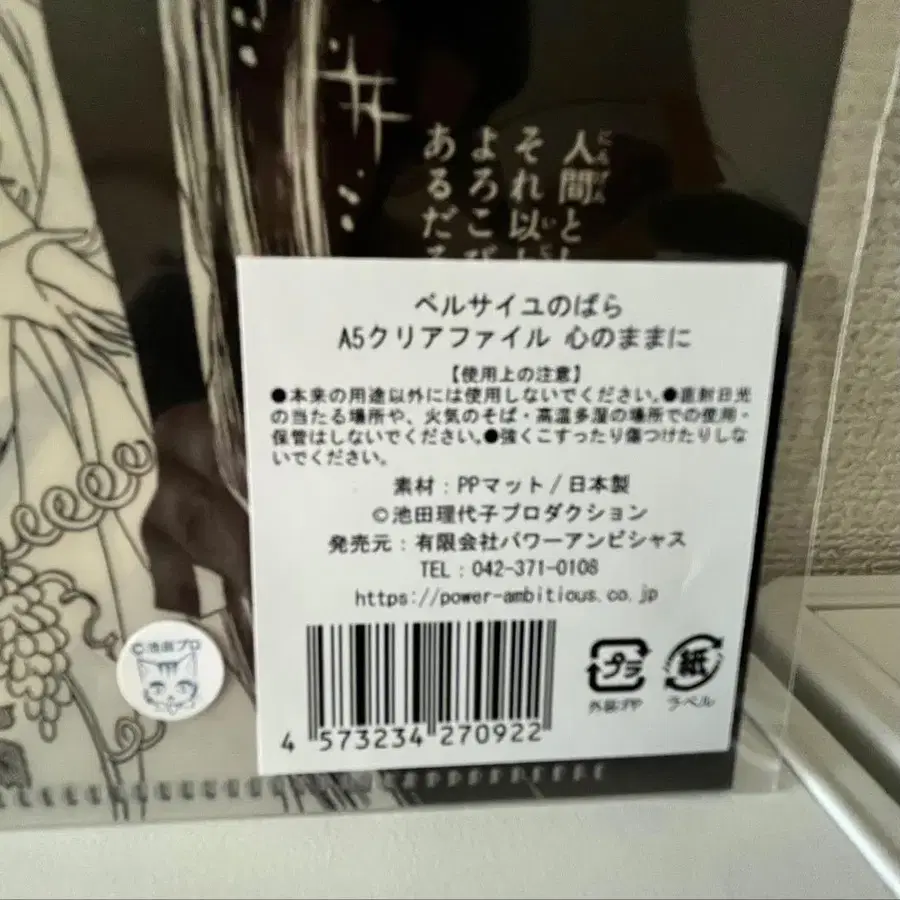 人間とし
それ以
よろこび
あるだろ
ベルサイユのばら
A5クリアファイル 心のままに
【使用上の注意】
●本来の用途以外には使用しないでください。●直射日光
の当たる場所や、火気のそば・高温多湿の場所での使用・
保管はしないでください。●強くこすったり傷つけたりしな
いでください。
素材：PPマット/日本製
©池田理代子プロダクション
発売元：有限会社パワーアンビシャス
TEL：042-371-0108
https://power-ambitious.co.jp
4 573234 270922
プラ
外装・フタ
紙
ラベル
©池田プロ